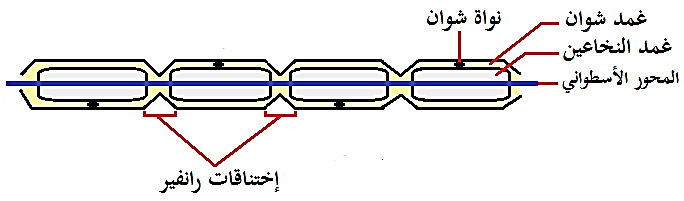 نواة شوان
غمد شوان
غمد النخاعين
المحور الأسطواني
إختناقات رانفير